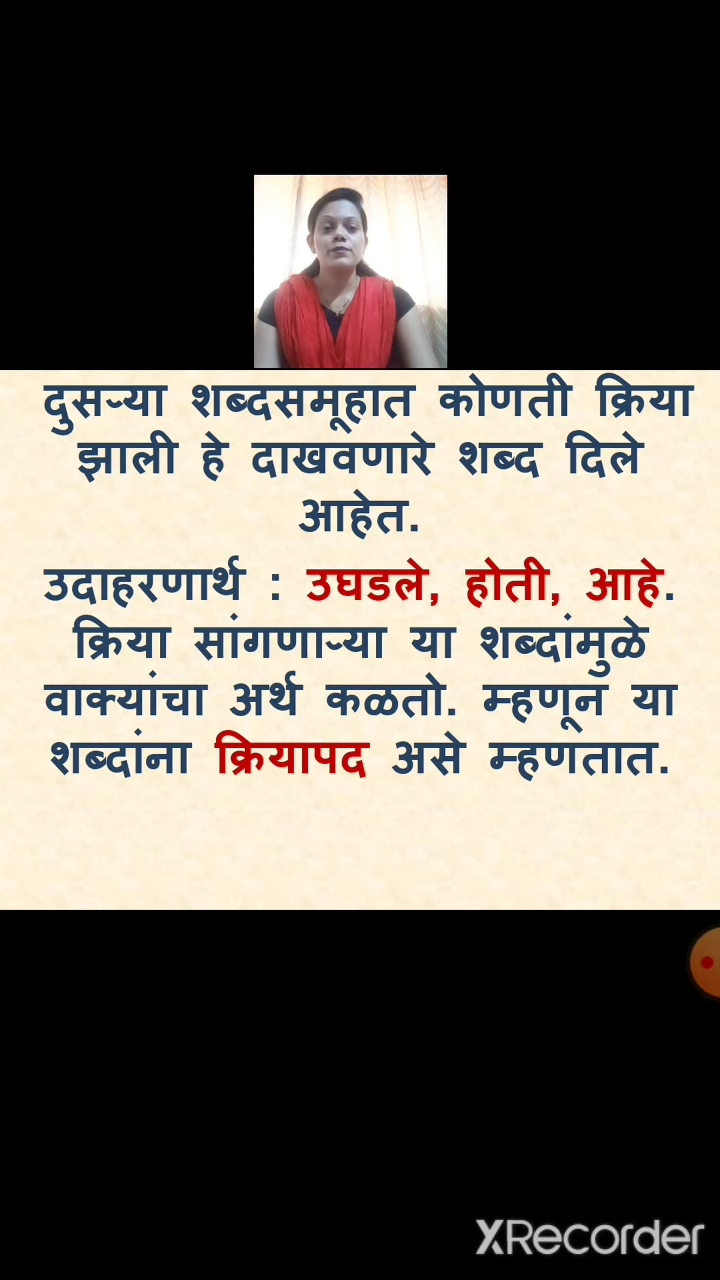 दुसऱ्या शब्दसमूहात कोणती क्रिया
झाली हे दाखवणारे शब्द दिले
आहेत.
उदाहरणार्थ : उघडले, होती, आहे.
क्रिया सांगणाऱ्या या शब्दांमुळे
वाक्यांचा अर्थ कळतो. म्हणून या
शब्दांना क्रियापद असे म्हणतात.
XRecorder